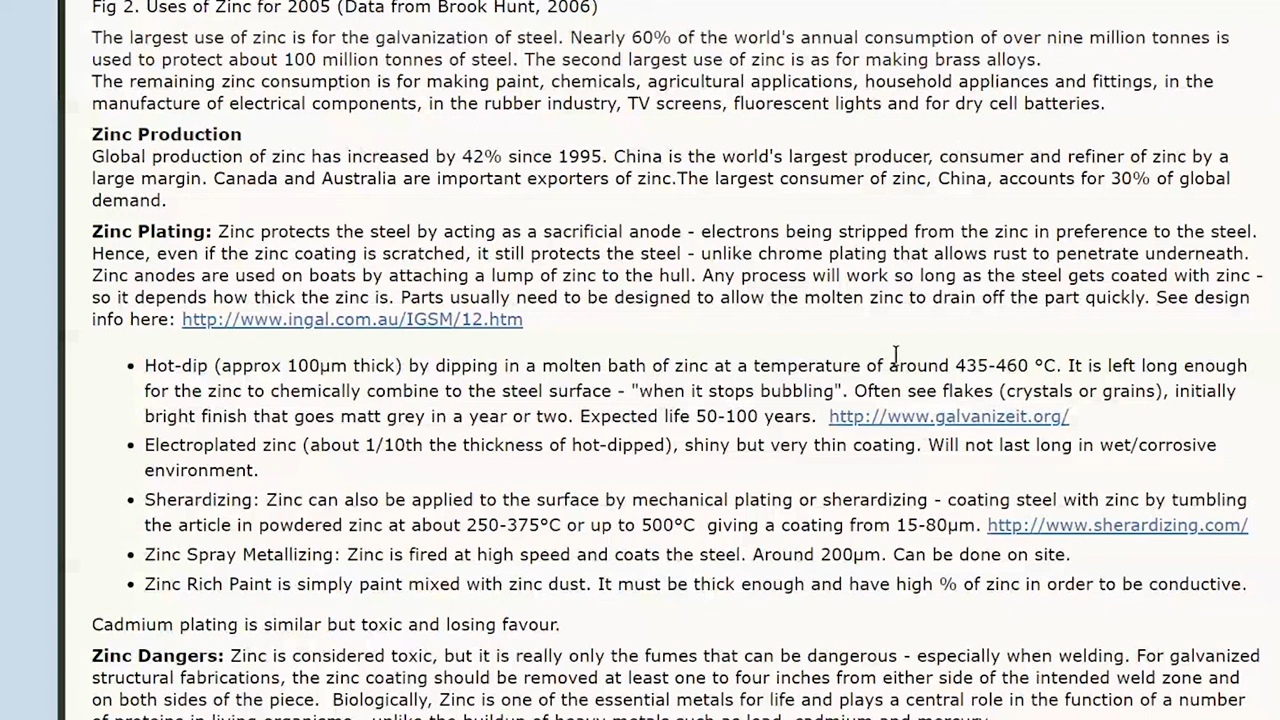 Fig 2. Uses of Zinc for 2005 (Data from Brook Hunt, 2006)
The largest use of zinc is for the galvanization of steel. Nearly 60% of the world's annual consumption of over nine million tonnes is
used to protect about 100 million tonnes of steel. The second largest use of zinc is as for making brass alloys.
The remaining zinc consumption is for making paint, chemicals, agricultural applications, household appliances and fittings, in the
manufacture of electrical components, in the rubber industry, TV screens, fluorescent lights and for dry cell batteries.
Zinc Production
Global production of zinc has increased by 42% since 1995. China is the world's largest producer, consumer and refiner of zinc by a
large margin. Canada and Australia are important exporters of zinc.The largest consumer of zinc, China, accounts for 30% of global
demand.
Zinc Plating: Zinc protects the steel by acting as a sacrificial anode - electrons being stripped from the zinc in preference to the steel.
Hence, even if the zinc coating is scratched, it still protects the steel - unlike chrome plating that allows rust to penetrate underneath.
Zinc anodes are used on boats by attaching a lump of zinc to the hull. Any process will work so long as the steel gets coated with zinc -
so it depends how thick the zinc is. Parts usually need to be designed to allow the molten zinc to drain off the part quickly. See design
info here: http://www.ingal.com.au/IGSM/12.htm
• Hot-dip (approx 100µm thick) by dipping in a molten bath of zinc at a temperature of around 435-460 °C. It is left long enough
for the zinc to chemically combine to the steel surface - "when it stops bubbling". Often see flakes (crystals or grains), initially
bright finish that goes matt grey in a year or two. Expected life 50-100 years. http://www.galvanizeit.org/
• Electroplated zinc (about 1/10th the thickness of hot-dipped), shiny but very thin coating. Will not last long in wet/corrosive
environment.
• Sherardizing: Zinc can also be applied to the surface by mechanical plating or sherardizing - coating steel with zinc by tumbling
the article in powdered zinc at about 250-375°C or up to 500°C giving a coating from 15-80µm. http://www.sherardizing.com/
• Zinc Spray Metallizing: Zinc is fired at high speed and coats the steel. Around 200µm. Can be done on site.
• Zinc Rich Paint is simply paint mixed with zinc dust. It must be thick enough and have high % of zinc in order to be conductive.
Cadmium plating is similar but toxic and losing favour.
Zinc Dangers: Zinc is considered toxic, but it is really only the fumes that can be dangerous - especially when welding. For galvanized
structural fabrications, the zinc coating should be removed at least one to four inches from either side of the intended weld zone and
on both sides of the piece. Biologically, Zinc is one of the essential metals for life and plays a central role in the function of a number
of proteins in living organisms - unlike the buildup of heavy metals such as lead, cadmium and mercury.